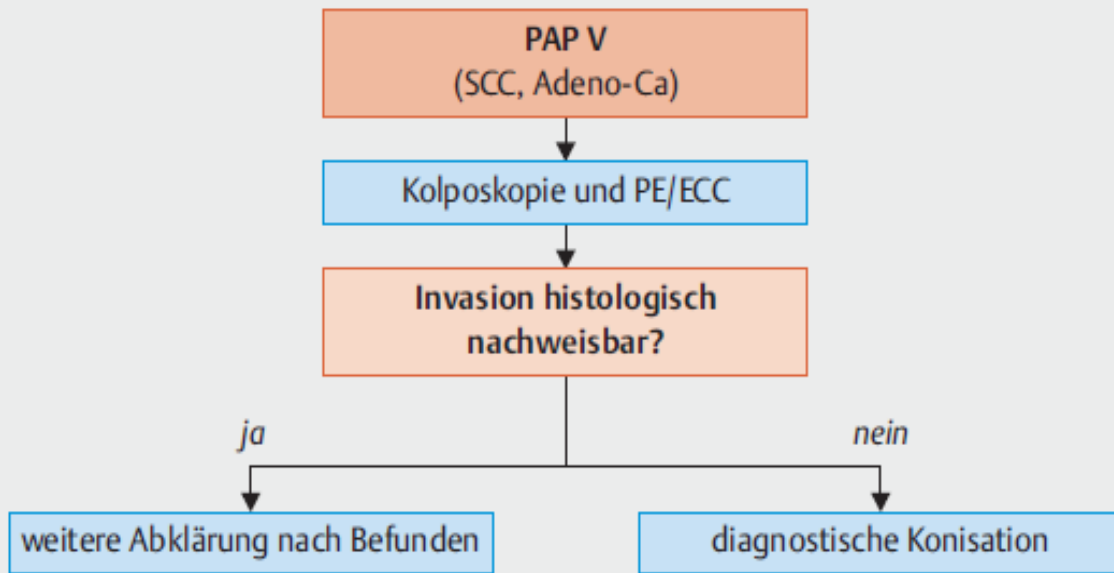 PAP V
(SCC, Adeno-Ca)
Kolposkopie und PE/ECC
Invasion histologisch
nachweisbar?
ja
nein
weitere Abklärung nach Befunden
diagnostische Konisation